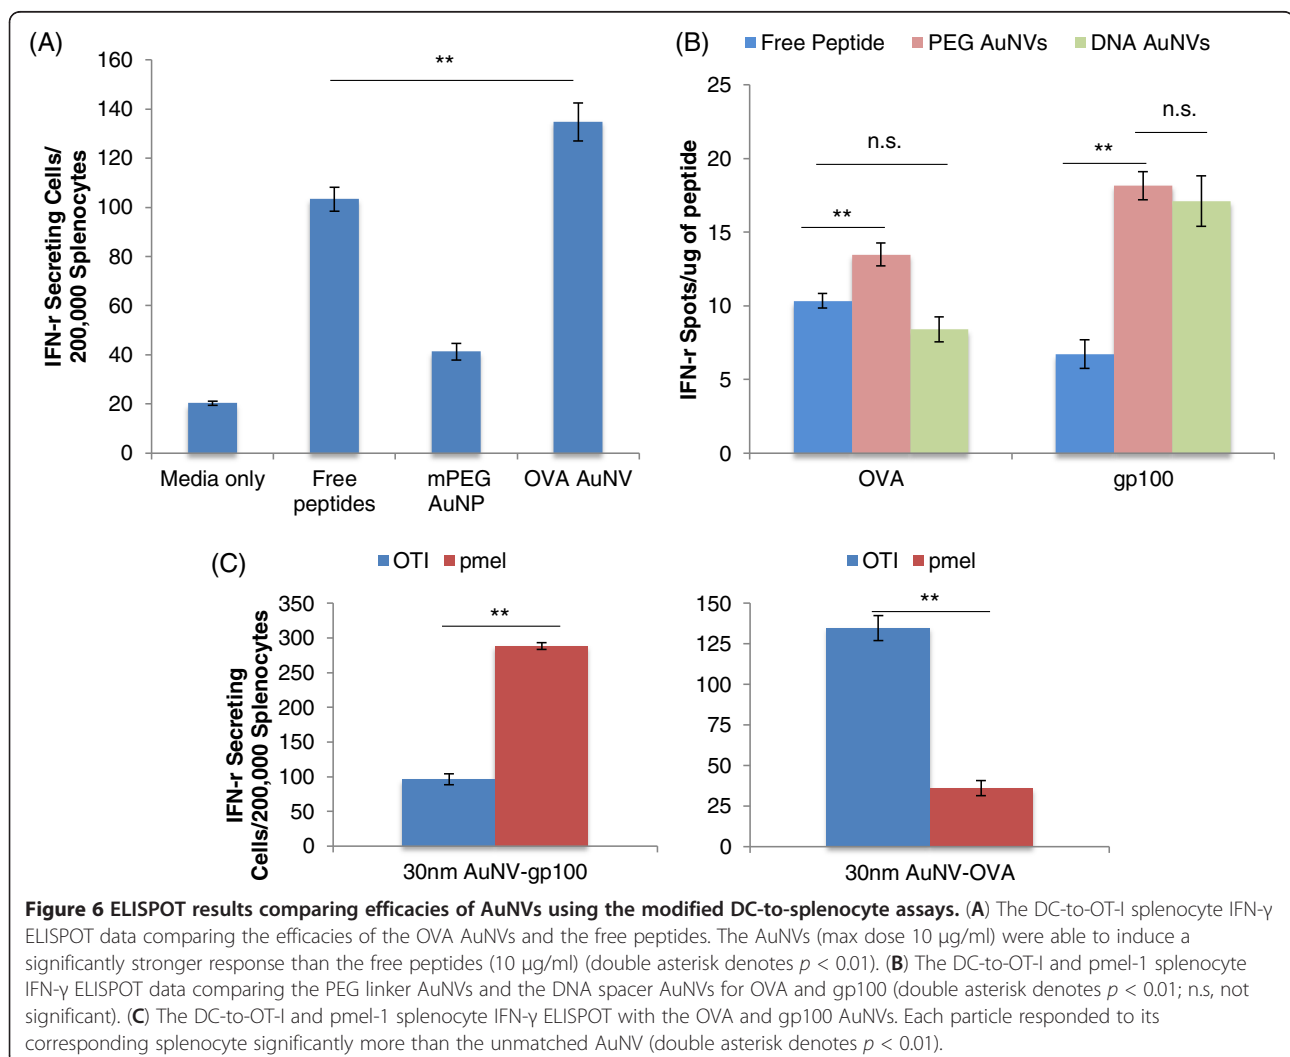 (A)
IFN-r Secreting Cells/
200,000 Splenocytes
160
140
120
100
80
60
40
20
0
**
Media only
Free
peptides
mPEG
AuNP
OVA AuNV
(B)
Free Peptide PEG AuNVs DNA AuNVs
IFN-r Spots/ug of peptide
25
20
15
10
5
0
n.s.
**
n.s.
**
OVA gp100
(C)
OTI pmel
IFN-r Secreting
Cells/200,000 Splenocytes
350
300
250
200
150
100
50
0
**
30nm AuNV-gp100
OTI pmel
150
125
100
75
50
25
0
**
30nm AuNV-OVA
Figure 6 ELISPOT results comparing efficacies of AuNVs using the modified DC-to-splenocyte assays. (A) The DC-to-OT-I splenocyte IFN-γ
ELISPOT data comparing the efficacies of the OVA AuNVs and the free peptides. The AuNVs (max dose 10 μg/ml) were able to induce a
significantly stronger response than the free peptides (10 μg/ml) (double asterisk denotes p < 0.01). (B) The DC-to-OT-I and pmel-1 splenocyte
IFN-γ ELISPOT data comparing the PEG linker AuNVs and the DNA spacer AuNVs for OVA and gp100 (double asterisk denotes p < 0.01; n.s, not
significant). (C) The DC-to-OT-I and pmel-1 splenocyte IFN-γ ELISPOT with the OVA and gp100 AuNVs. Each particle responded to its
corresponding splenocyte significantly more than the unmatched AuNV (double asterisk denotes p < 0.01).